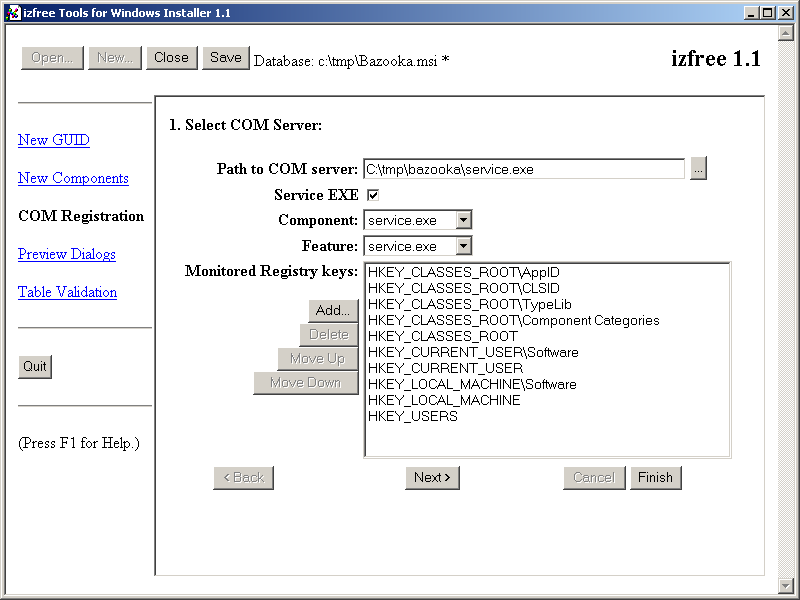 izfree Tools for Windows Installer 1.1
Open... New... Close Save Database: c:\tmp\Bazooka.msi * izfree 1.1
New GUID
New Components
COM Registration
Preview Dialogs
Table Validation
Quit
(Press F1 for Help.)
1. Select COM Server:
Path to COM server: C:\tmp\bazooka\service.exe ...
Service EXE
Component: service.exe
Feature: service.exe
Monitored Registry keys:
HKEY_CLASSES_ROOT\AppID
HKEY_CLASSES_ROOT\CLSID
HKEY_CLASSES_ROOT\TypeLib
HKEY_CLASSES_ROOT\Component Categories
HKEY_CLASSES_ROOT
HKEY_CURRENT_USER\Software
HKEY_CURRENT_USER
HKEY_LOCAL_MACHINE\Software
HKEY_LOCAL_MACHINE
HKEY_USERS
Add...
Delete
Move Up
Move Down
< Back Next > Cancel Finish